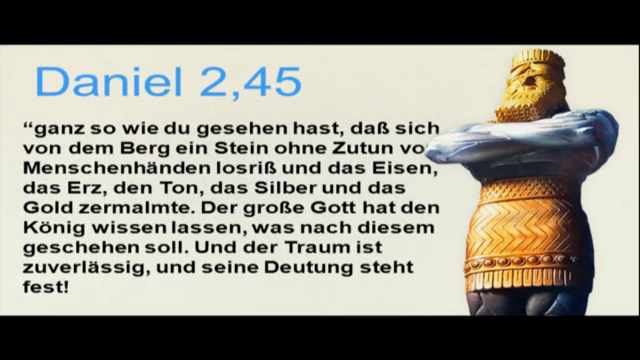 Daniel 2,45
“ganz so wie du gesehen hast, daß sich
von dem Berg ein Stein ohne Zutun vo
Menschenhänden losriß und das Eisen,
das Erz, den Ton, das Silber und das
Gold zermalmte. Der große Gott hat den
König wissen lassen, was nach diesem
geschehen soll. Und der Traum ist
zuverlässig, und seine Deutung steht
fest!